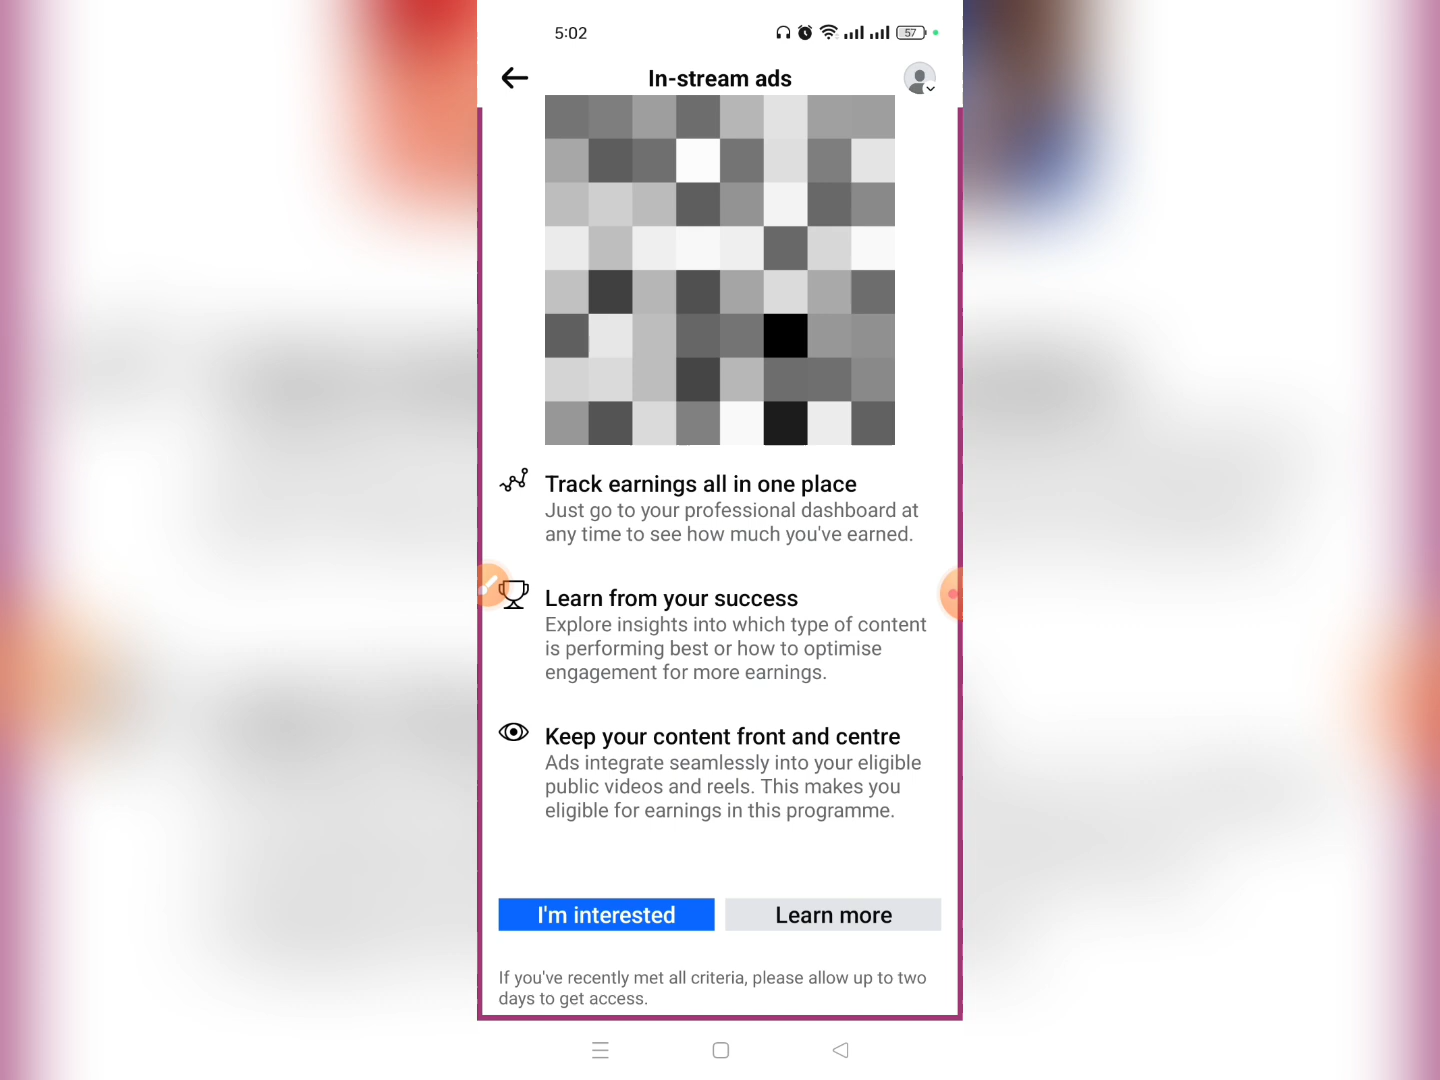 5:02
57
In-stream ads
Track earnings all in one place
Just go to your professional dashboard at
any time to see how much you've earned.
Learn from your success
Explore insights into which type of content
is performing best or how to optimise
engagement for more earnings.
Keep your content front and centre
Ads integrate seamlessly into your eligible
public videos and reels. This makes you
eligible for earnings in this programme.
I'm interested
Learn more
If you've recently met all criteria, please allow up to two
days to get access.